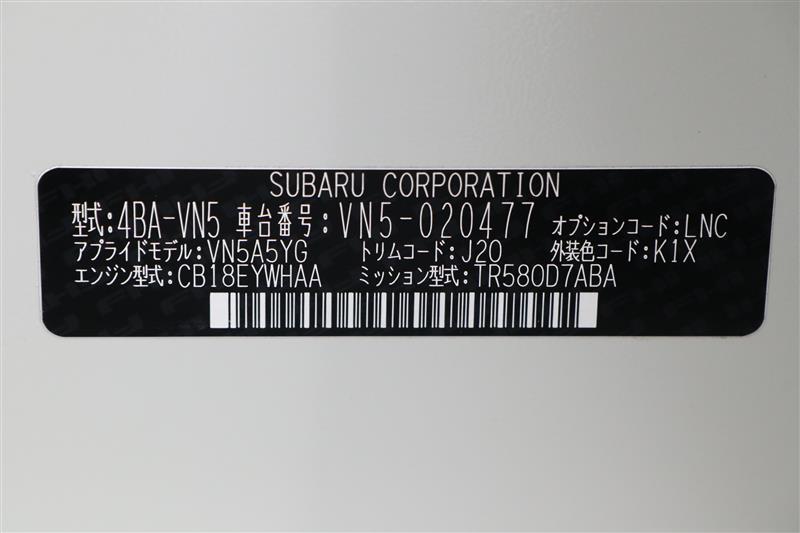 SUBARU CORPORATION
型式:4BA-VN5 車台番号:VN5-020477 オプションコード:LNC
アプライドモデル:VN5A5YG トリムコード:J20 外装色コード:K1X
エンジン型式:CB18EYWHAA ミッション型式:TR580D7ABA